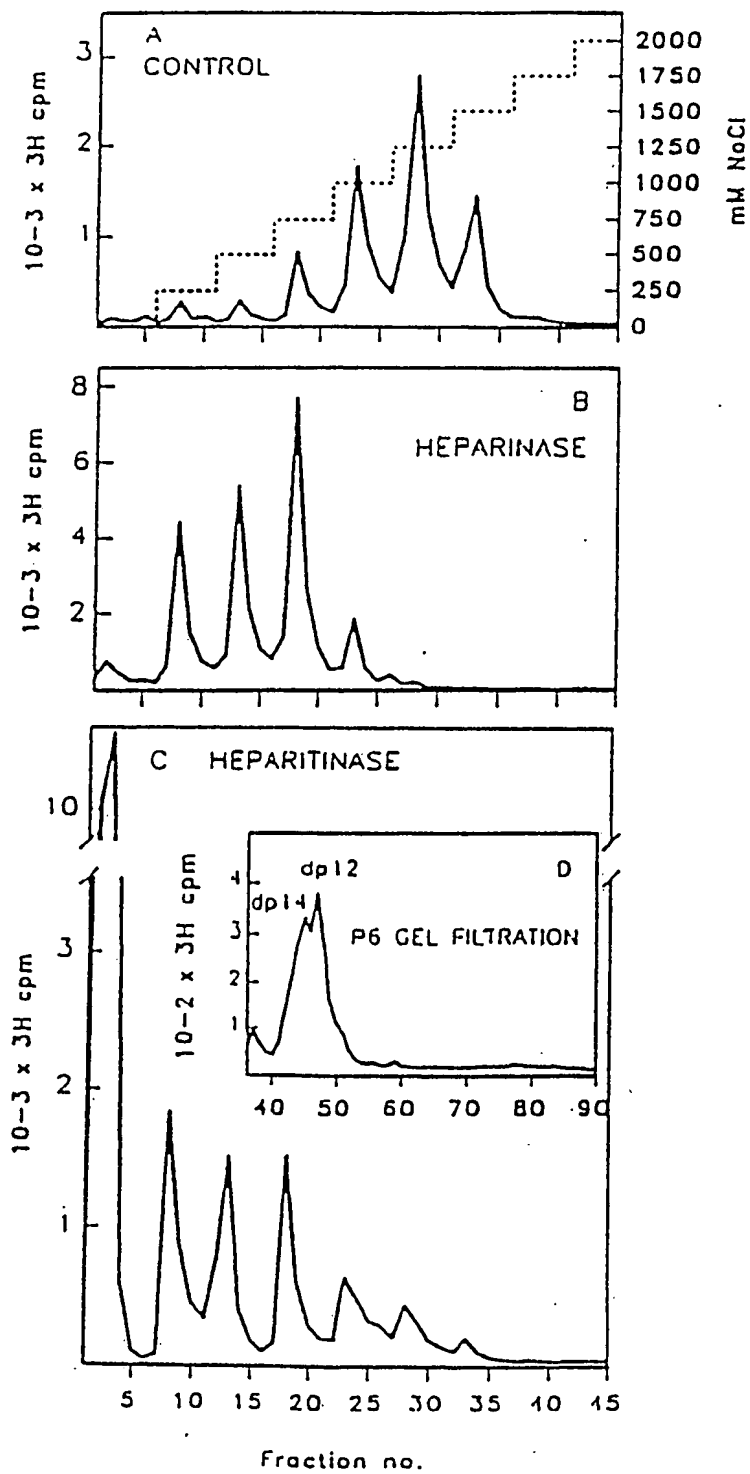 A
CONTROL
3
2
1
10-3 x 3H cpm
2000
1750
1500
1250
1000
750
500
250
0
mM NoCl
B
HEPARINASE
8
6
4
2
10-3 x 3H cpm
C HEPARITINASE
10
3
2
1
10-3 x 3H cpm
D
dp12
dp14
P6 GEL FILTRATION
4
3
2
1
10-2 x 3H cpm
40 50 60 70 80 90
5 10 15 20 25 30 35 40 45
Fraction no.